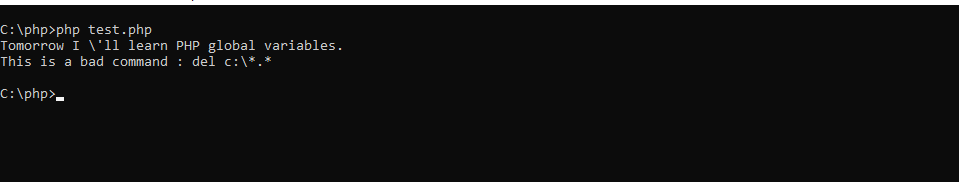 C:\php>php test.php
Tomorrow I \'ll learn PHP global variables.
This is a bad command : del c:\*.*
C:\php>